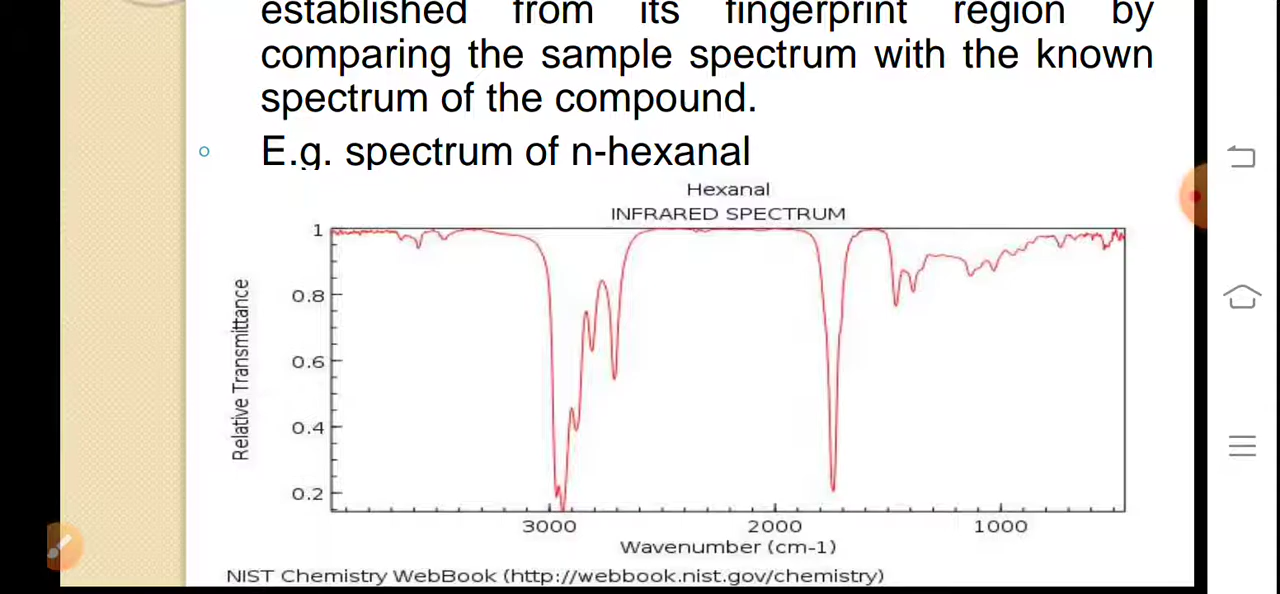 established from its fingerprint region by
comparing the sample spectrum with the known
spectrum of the compound.
E.g. spectrum of n-hexanal
Hexanal
INFRARED SPECTRUM
1
0.8
0.6
0.4
0.2
Relative Transmittance
3000 2000 1000
Wavenumber (cm-1)
NIST Chemistry WebBook (http://webbook.nist.gov/chemistry)